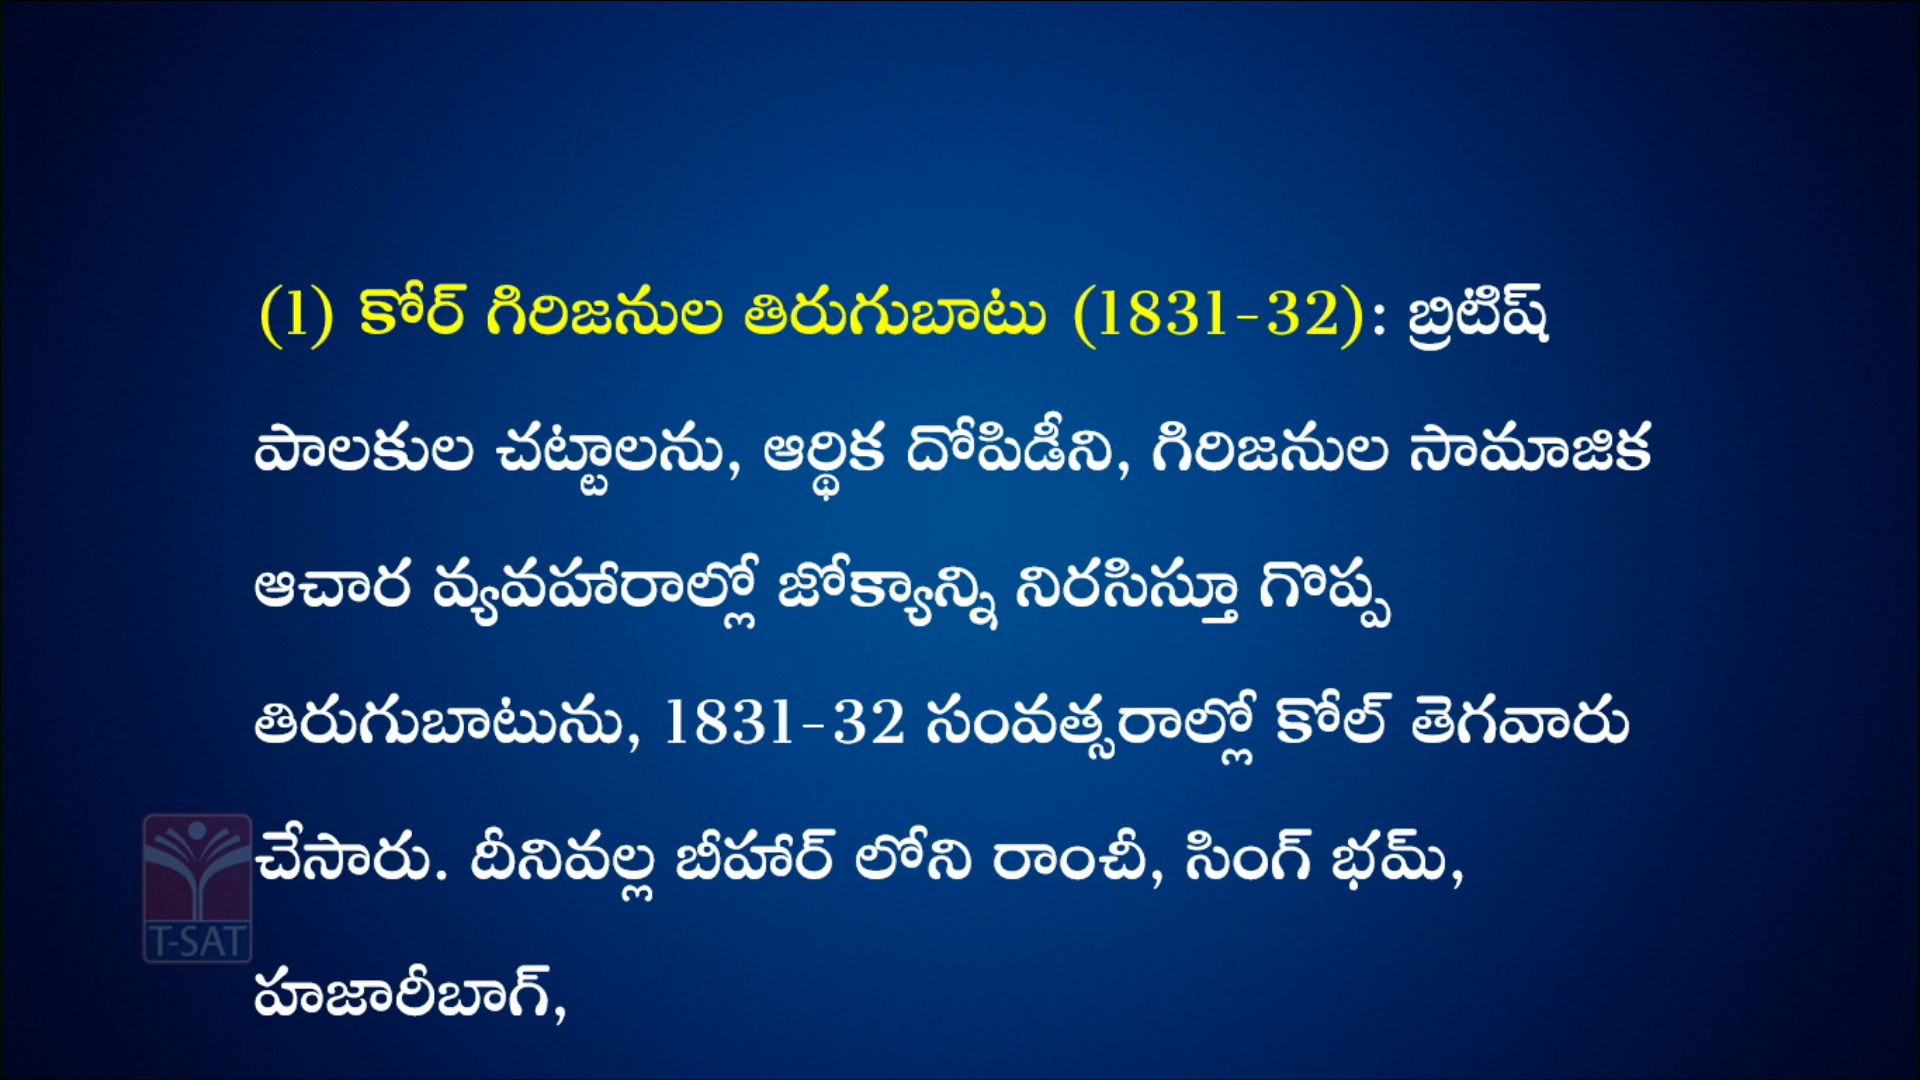 (1) కోర్ గిరిజనుల తిరుగుబాటు (1831-32): బ్రిటిష్
పాలకుల చట్టాలను, ఆర్థిక దోపిడీని, గిరిజనుల సామాజిక
ఆచార వ్యవహారాల్లో జోక్యాన్ని నిరసిస్తూ గొప్ప
తిరుగుబాటును, 1831-32 సంవత్సరాల్లో కోల్ తెగవారు
చేసారు. దీనివల్ల బీహార్ లోని రాంచీ, సింగ్ భమ్,
హజారీబాగ్,
T-SAT